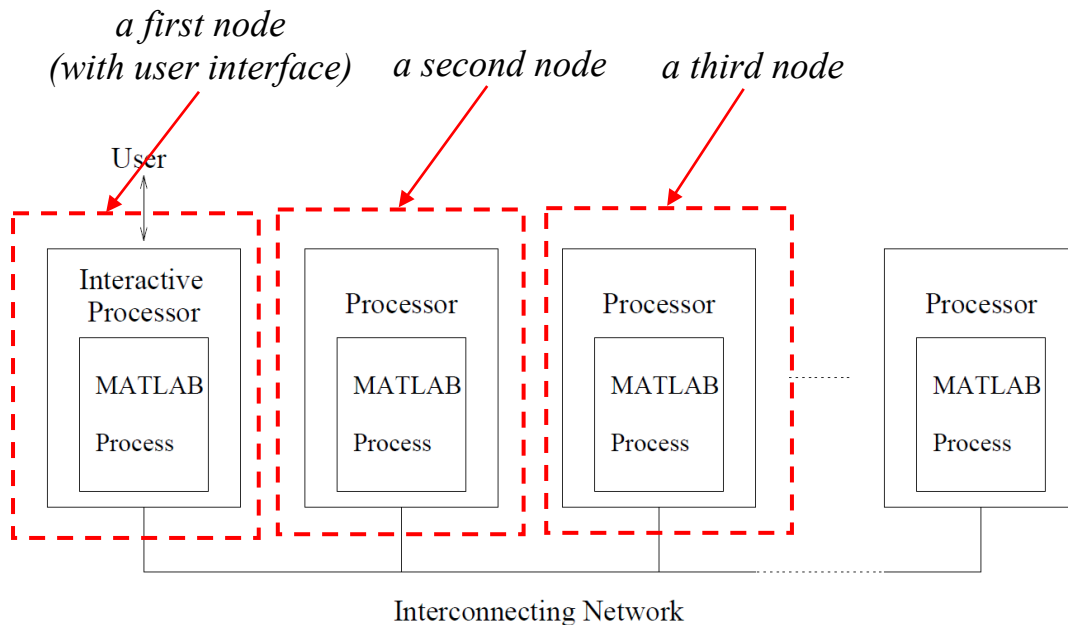 a first node
(with user interface)
a second node
a third node
User
Interactive
Processor
MATLAB
Process
Processor
MATLAB
Process
Processor
MATLAB
Process
Processor
MATLAB
Process
Interconnecting Network